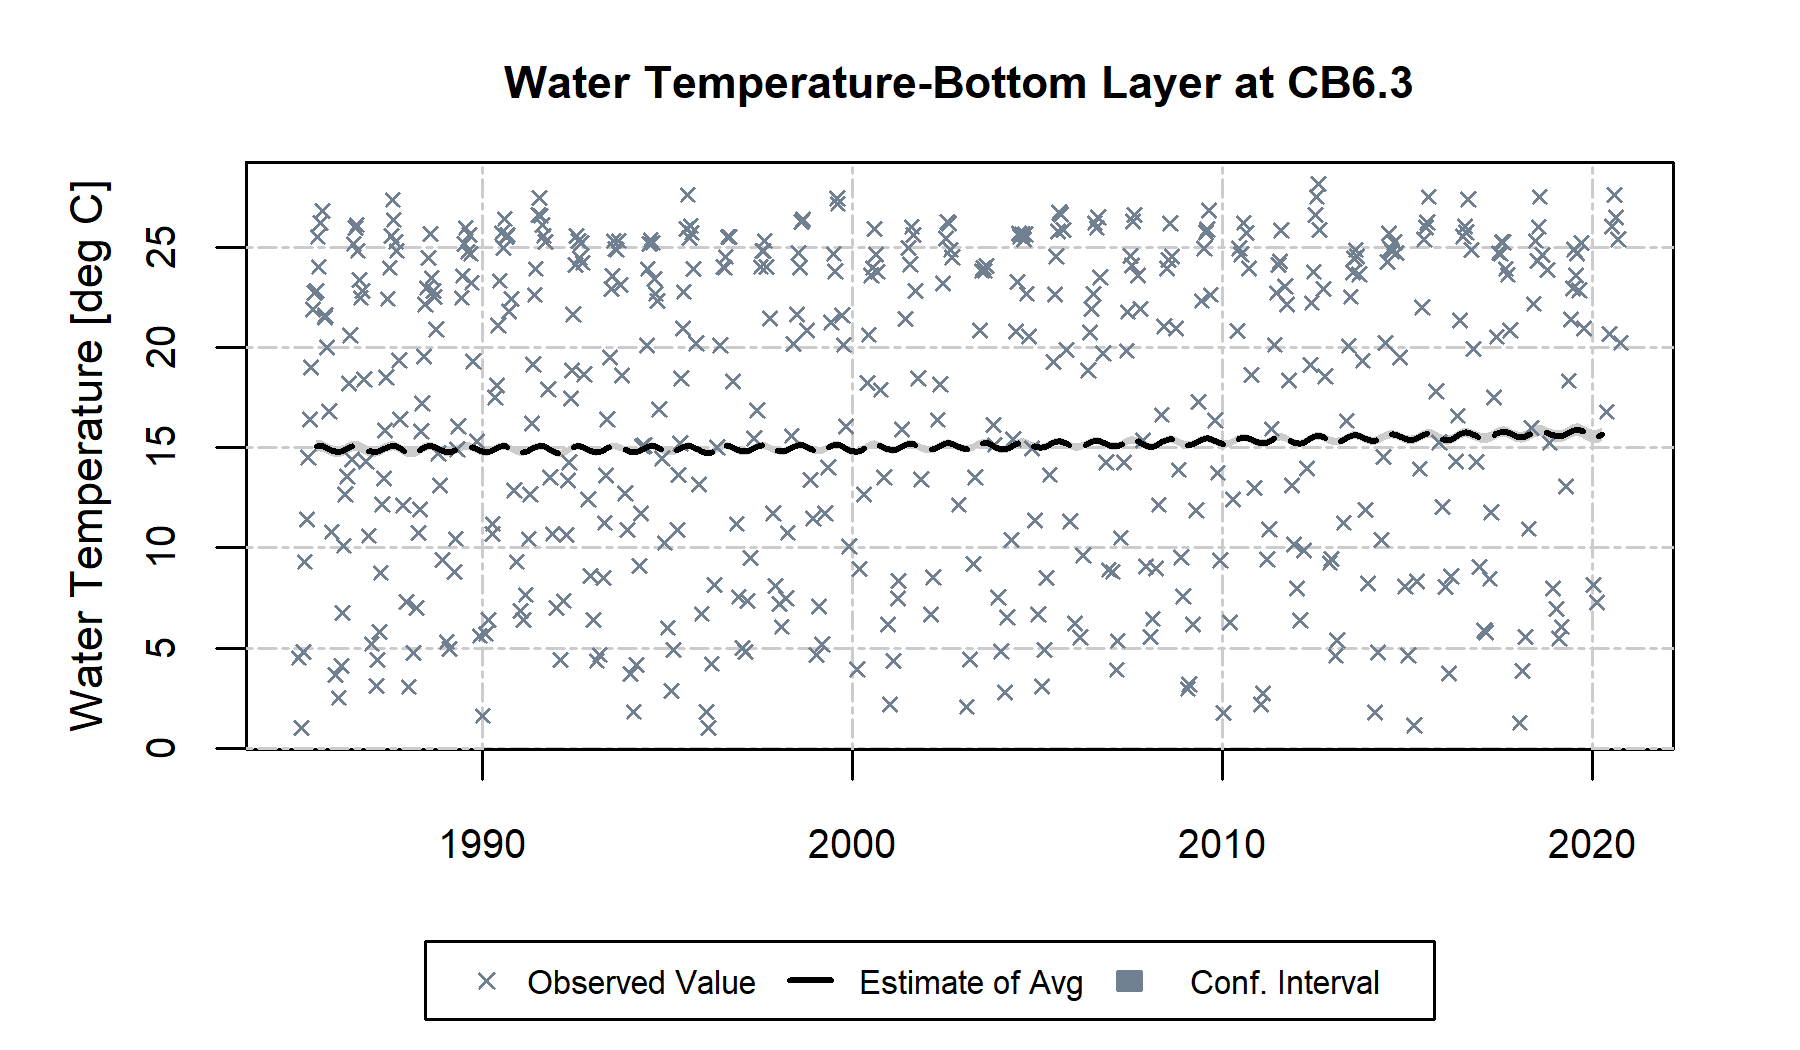 Water Temperature-Bottom Layer at CB6.3
Water Temperature [deg C]
25
20
15
10
5
0
1990 2000 2010 2020
Observed Value Estimate of Avg Conf. Interval